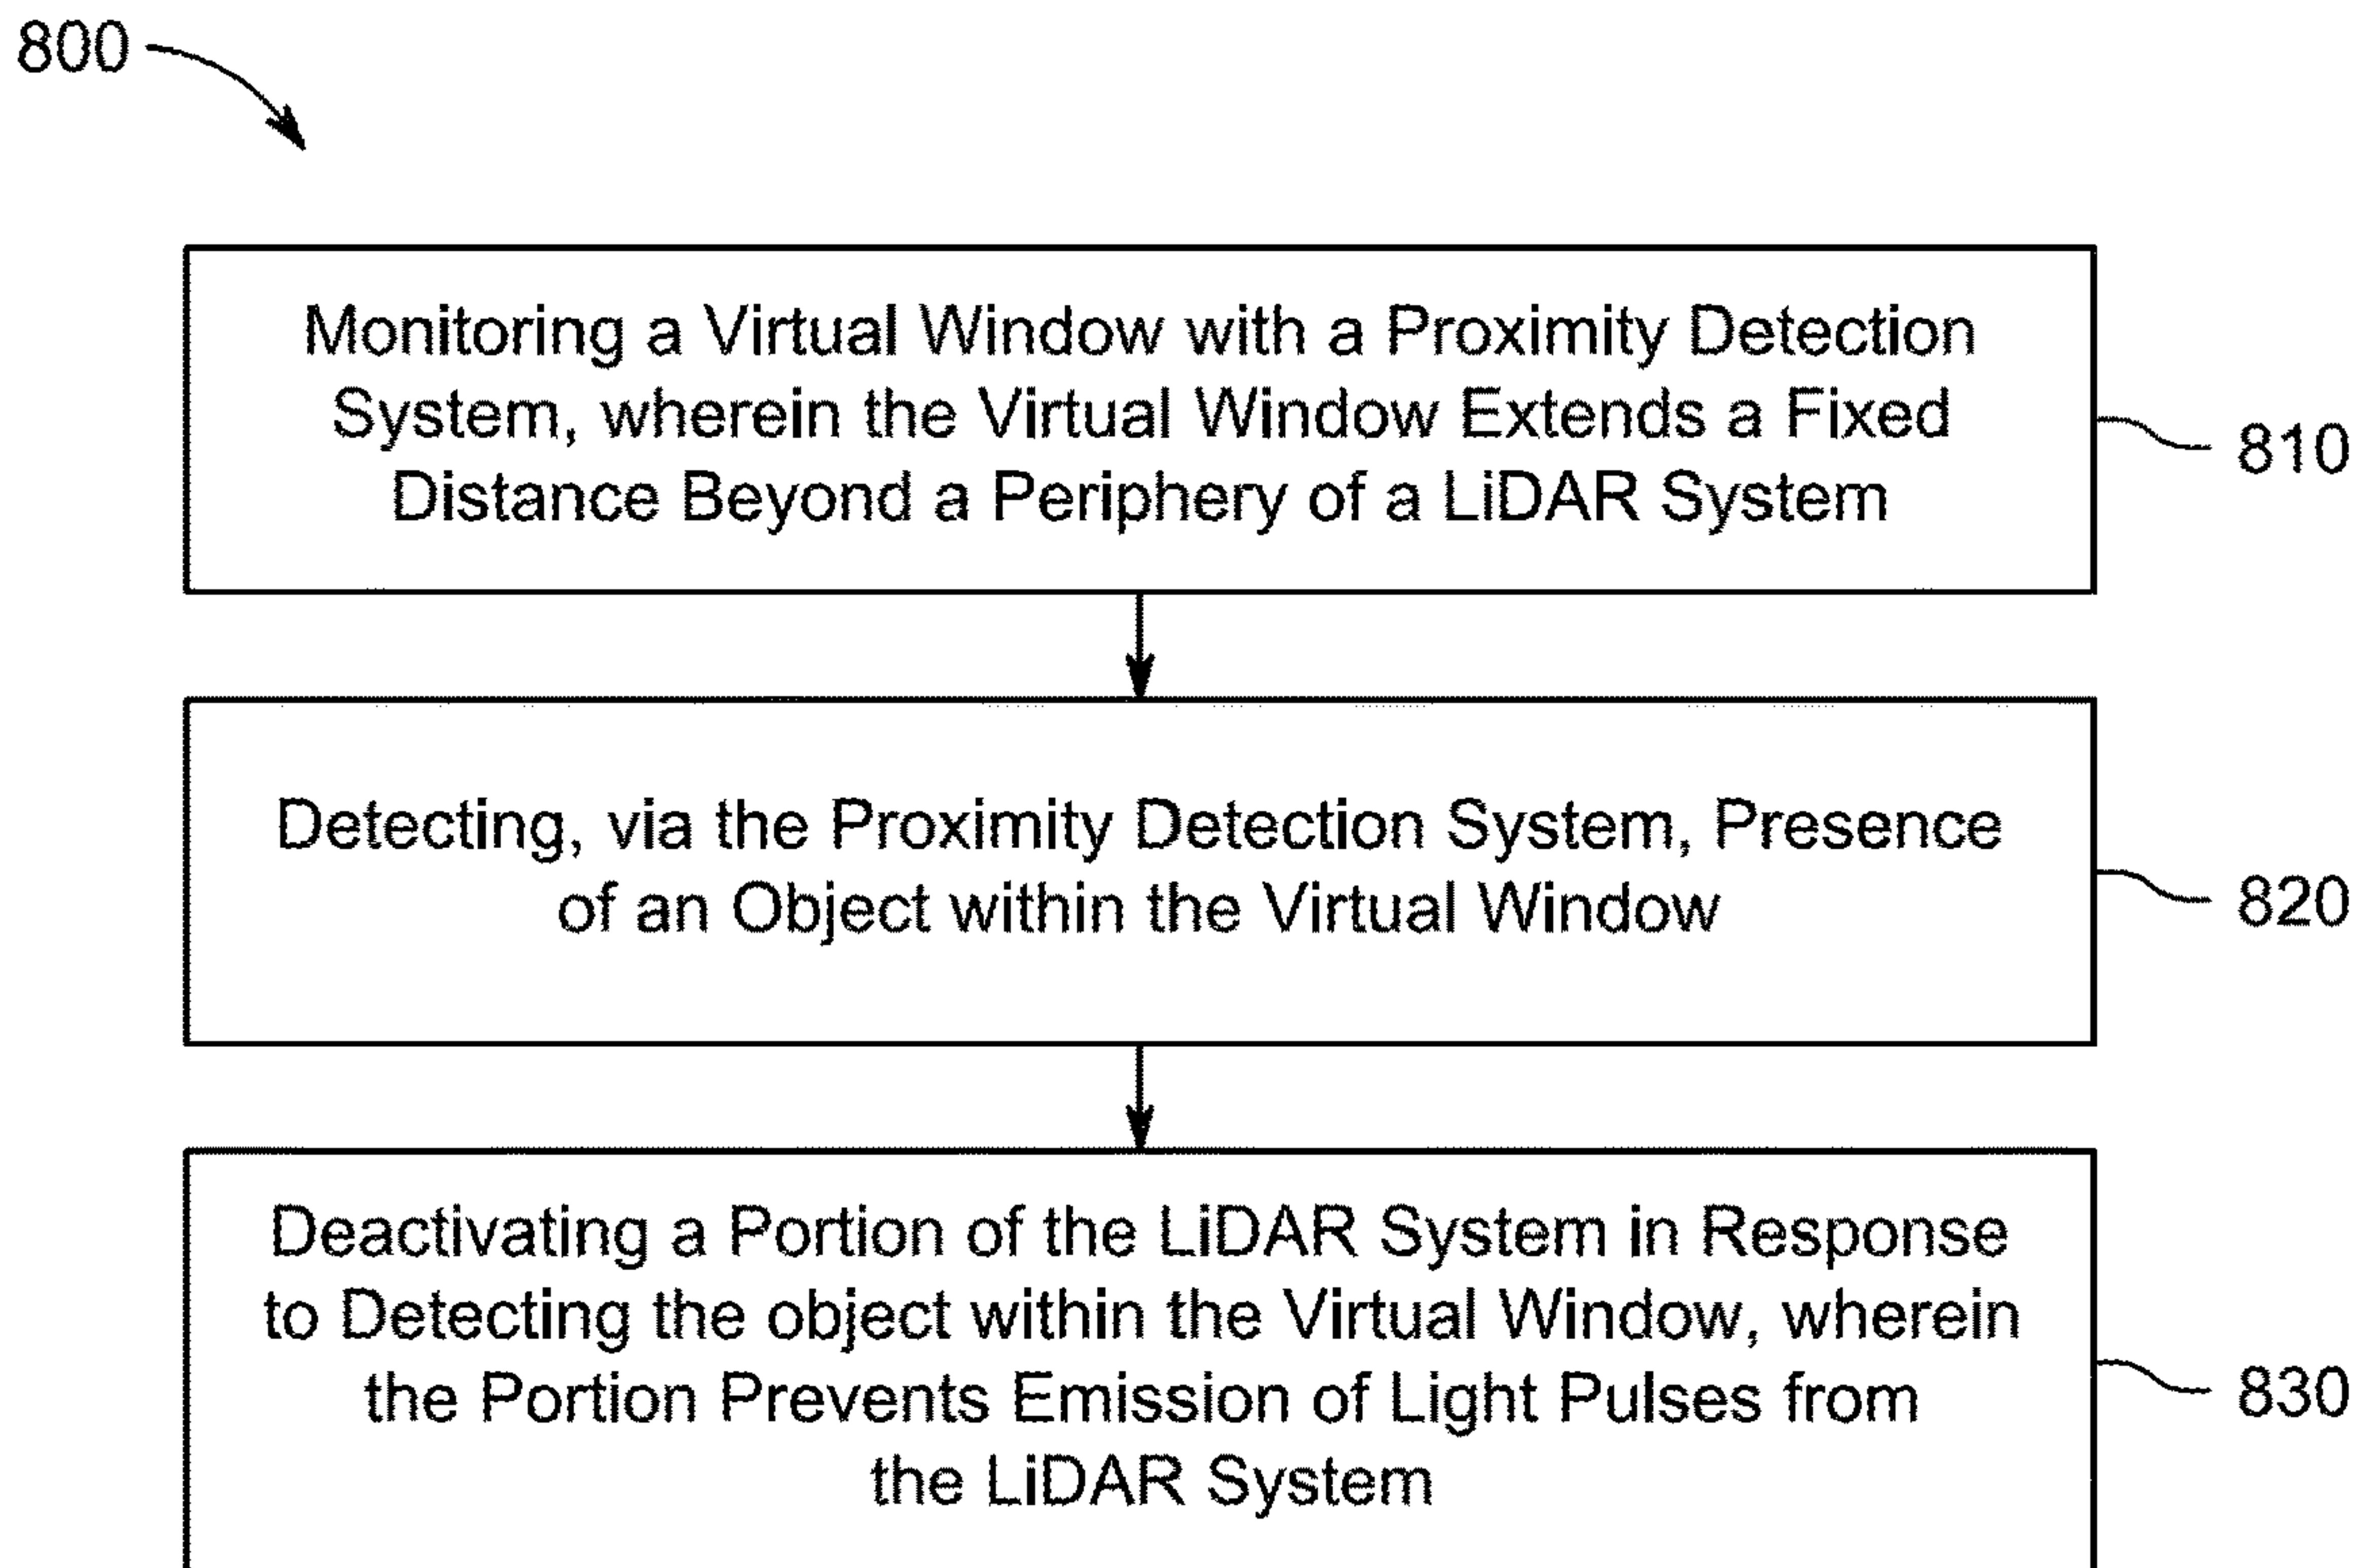 800
Monitoring a Virtual Window with a Proximity Detection
System, wherein the Virtual Window Extends a Fixed
Distance Beyond a Periphery of a LiDAR System
810
Detecting, via the Proximity Detection System, Presence
of an Object within the Virtual Window
820
Deactivating a Portion of the LiDAR System in Response
to Detecting the object within the Virtual Window, wherein
the Portion Prevents Emission of Light Pulses from
the LiDAR System
830